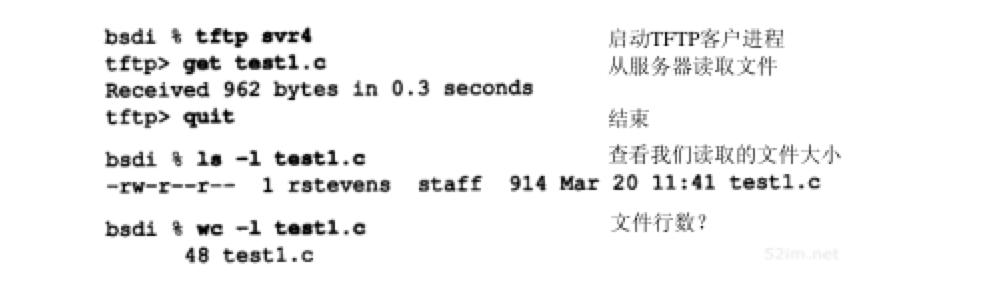 bsdi % tftp svr4 启动TFTP客户进程
tftp> get test1.c 从服务器读取文件
Received 962 bytes in 0.3 seconds
tftp> quit 结束
bsdi % ls -l test1.c 查看我们读取的文件大小
-rw-r--r-- 1 rstevens staff 914 Mar 20 11:41 test1.c
bsdi % wc -l test1.c 文件行数?
48 test1.c
52im.net